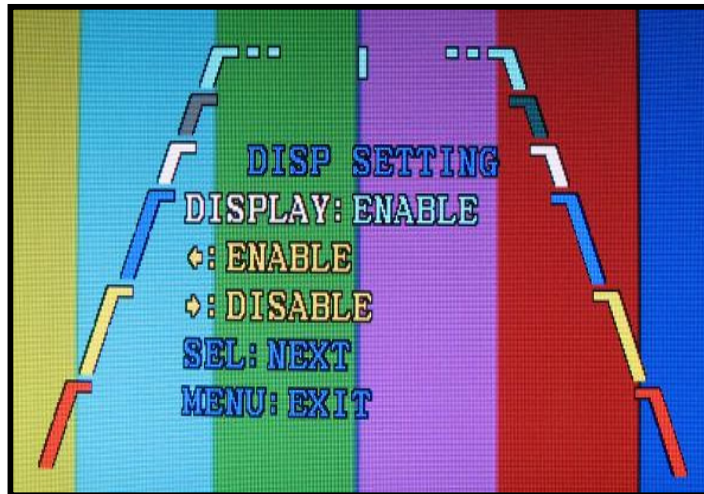 DISP SETTING
DISPLAY:ENABLE
←:ENABLE
→:DISABLE
SEL:NEXT
MENU:EXIT